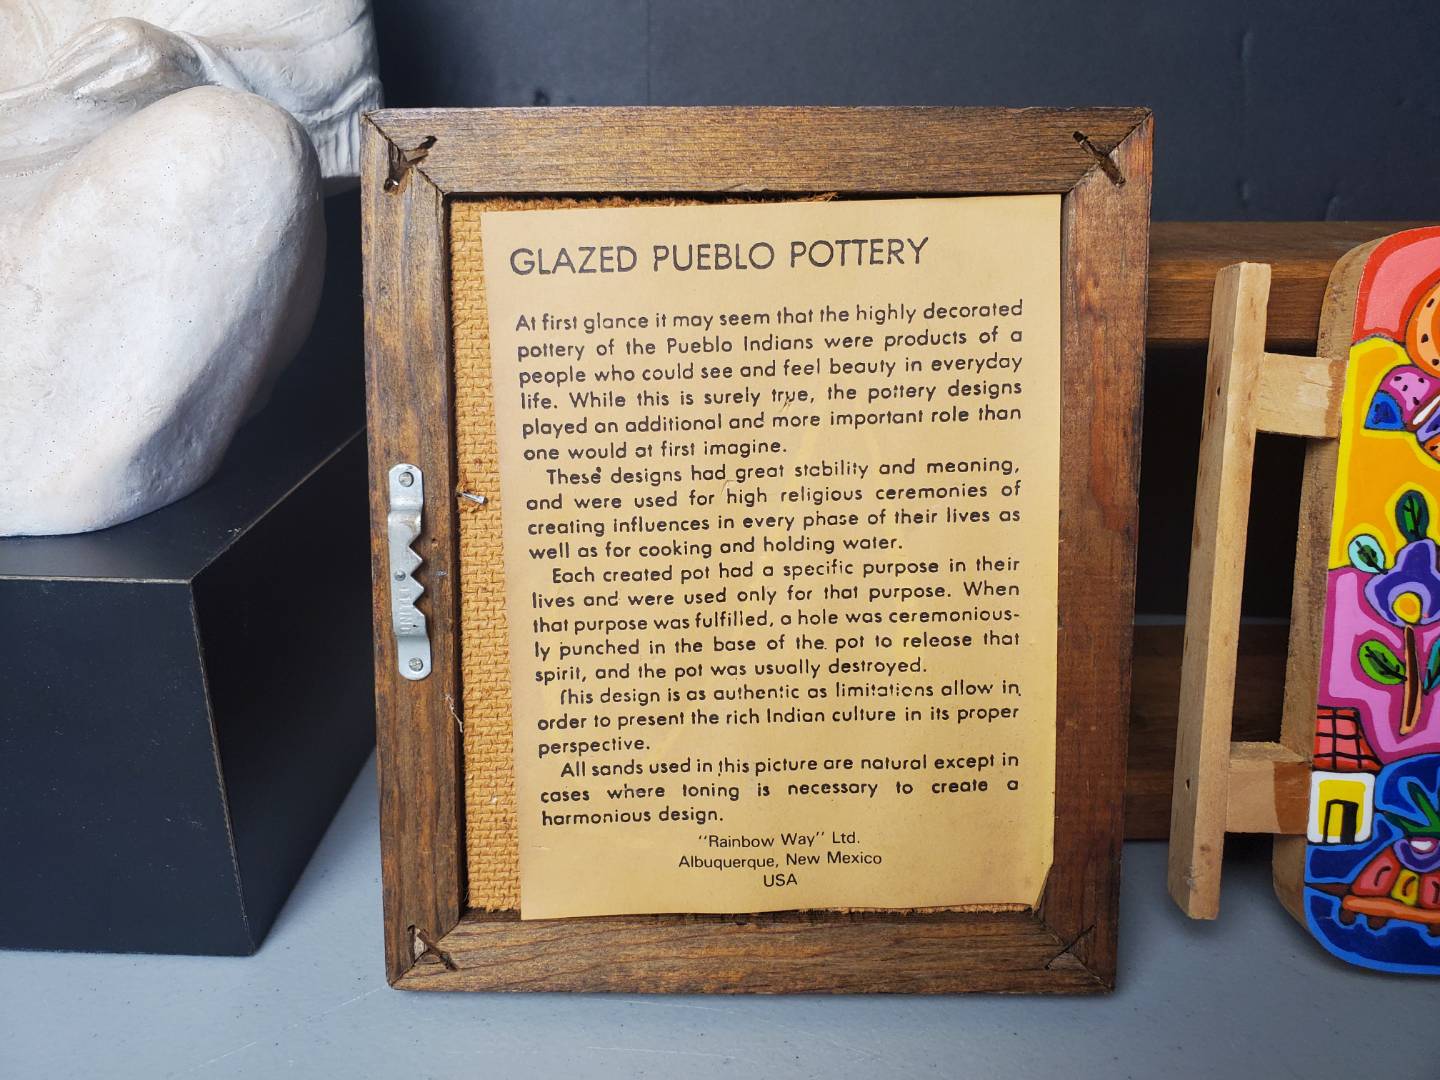 GLAZED PUEBLO POTTERY
At first glance it may seem that the highly decorated
pottery of the Pueblo Indians were products of a
people who could see and feel beauty in everyday
life. While this is surely true, the pottery designs
played an additional and more important role than
one would at first imagine.
These designs had great stability and meaning,
and were used for high religious ceremonies of
creating influences in every phase of their lives as
well as for cooking and holding water.
Each created pot had a specific purpose in their
lives and were used only for that purpose. When
that purpose was fulfilled, a hole was ceremonious-
ly punched in the base of the pot to release that
spirit, and the pot was usually destroyed.
This design is as authentic as limitations allow in
order to present the rich Indian culture in its proper
perspective.
All sands used in this picture are natural except in
cases where toning is necessary to create a
harmonious design.
"Rainbow Way" Ltd.
Albuquerque, New Mexico
USA